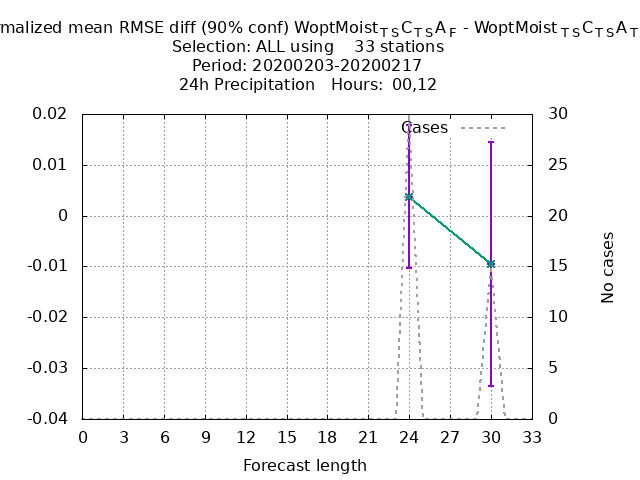 rmalized mean RMSE diff (90% conf) WoptMoist_TSC_TSA_F - WoptMoist_TSC_TSA_T
Selection: ALL using 33 stations
Period: 20200203-20200217
24h Precipitation Hours: 00,12
Cases
0.02
0.01
0
-0.01
-0.02
-0.03
-0.04
30
25
20
15
10
5
0
No cases
0 3 6 9 12 15 18 21 24 27 30 33
Forecast length